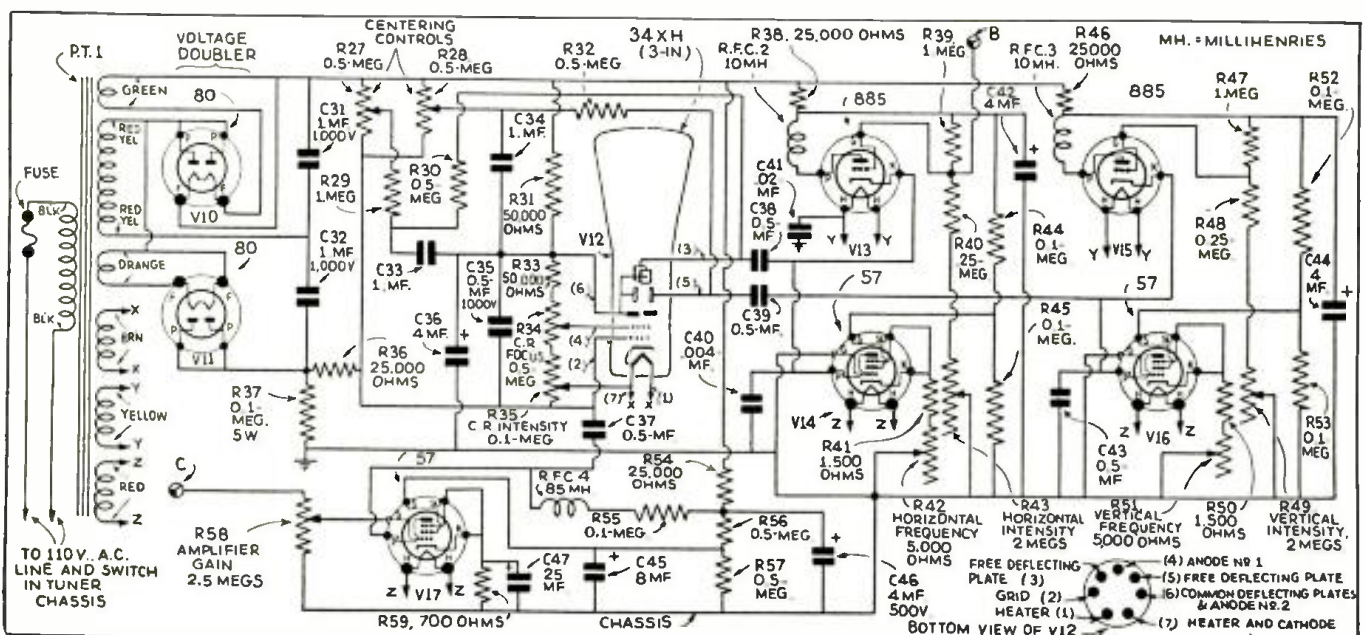 P.T.1
VOLTAGE
DOUBLER
CENTERING
CONTROLS
R27
0.5-MEG
R28
0.5-MEG
R32
0.5-MEG
34XH
(3-IN)
R.F.C.2
10MH
R38, 25,000 OHMS
R39
1 MEG
B
R.F.C.3
10MH.
R46
25000
OHMS
MH.=MILLIHENRIES
R47
1 MEG
R52
0.1-
MEG.
GREEN
80
P
P
F
F
V10
RED
YEL
RED
YEL
FUSE
BLK
BLK
C31
1 MF.
1000V
C34
1. MF.
R29
1 MEG
R30
0.5-
MEG
R31
50,000
OHMS
V12
C41
.02
MF
C38
0.5-
MF
885
K
H
H
Y
V13
Y
C42
4 MF
+
885
K
H
H
Y
V15
Y
R40
25-
MEG
R44
0.1-
MEG
R48
0.25-
MEG
C44
4
MF
+
ORANGE
80
F
F
P
P
V11
C32
1 MF
1,000V
C33
1 MF.
C35
0.5-
MF
1000V
C36
4 MF.
+
R33
50,000
OHMS
R34
C.R.
FOCUS
0.5-
MEG
(6)
(4)
(2)
(3)
(5)
(7)
X
X
(1)
C39
0.5-MF.
C40
.004-
MF
57
V14
Z
Z
R45
0.1-
MEG.
57
V16
Z
Z
X
BRN
X
Y
YELLOW
Y
Z
RED
Z
R36
25,000
OHMS
R37
0.1-
MEG.
5W
R35
C.R. INTENSITY
0.1-MEG
C37
0.5-MF
R41
1,500
OHMS
C43
0.5
MF
R53
0.1
MEG
C
57
R.F.C.4
85 MH
R54
25,000
OHMS
R55
0.1-MEG
R56
0.5-MEG
R57
0.5-
MEG
R58
AMPLIFIER
GAIN
2.5 MEGS
Z
V17
Z
C47
25
MF
+
C45
8 MF
+
C46
4MF
500V
R59, 700 OHMS
CHASSIS
R42
HORIZONTAL
FREQUENCY
5,000
OHMS
R43
HORIZONTAL
INTENSITY
2 MEGS
R51
VERTICAL
FREQUENCY
5,000 OHMS
R50
1,500
OHMS
R49
VERTICAL
INTENSITY,
2 MEGS
TO 110 V., A.C.
LINE AND SWITCH
IN TUNER
CHASSIS
FREE DEFLECTING
PLATE (3)
GRID (2)
HEATER (1)
BOTTOM VIEW OF V12
(4) ANODE Nº 1
(5) FREE DEFLECTING PLATE
(6) COMMON DEFLECTING PLATES
& ANODE Nº.2
(7) HEATER AND CATHODE